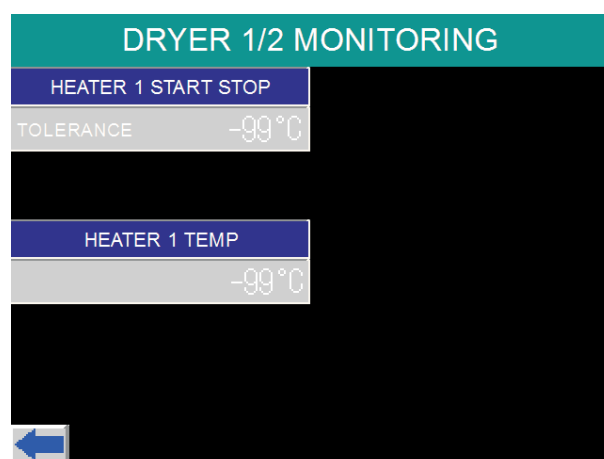 DRYER 1/2 MONITORING
HEATER 1 START STOP
TOLERANCE -99°C
HEATER 1 TEMP
-99°C